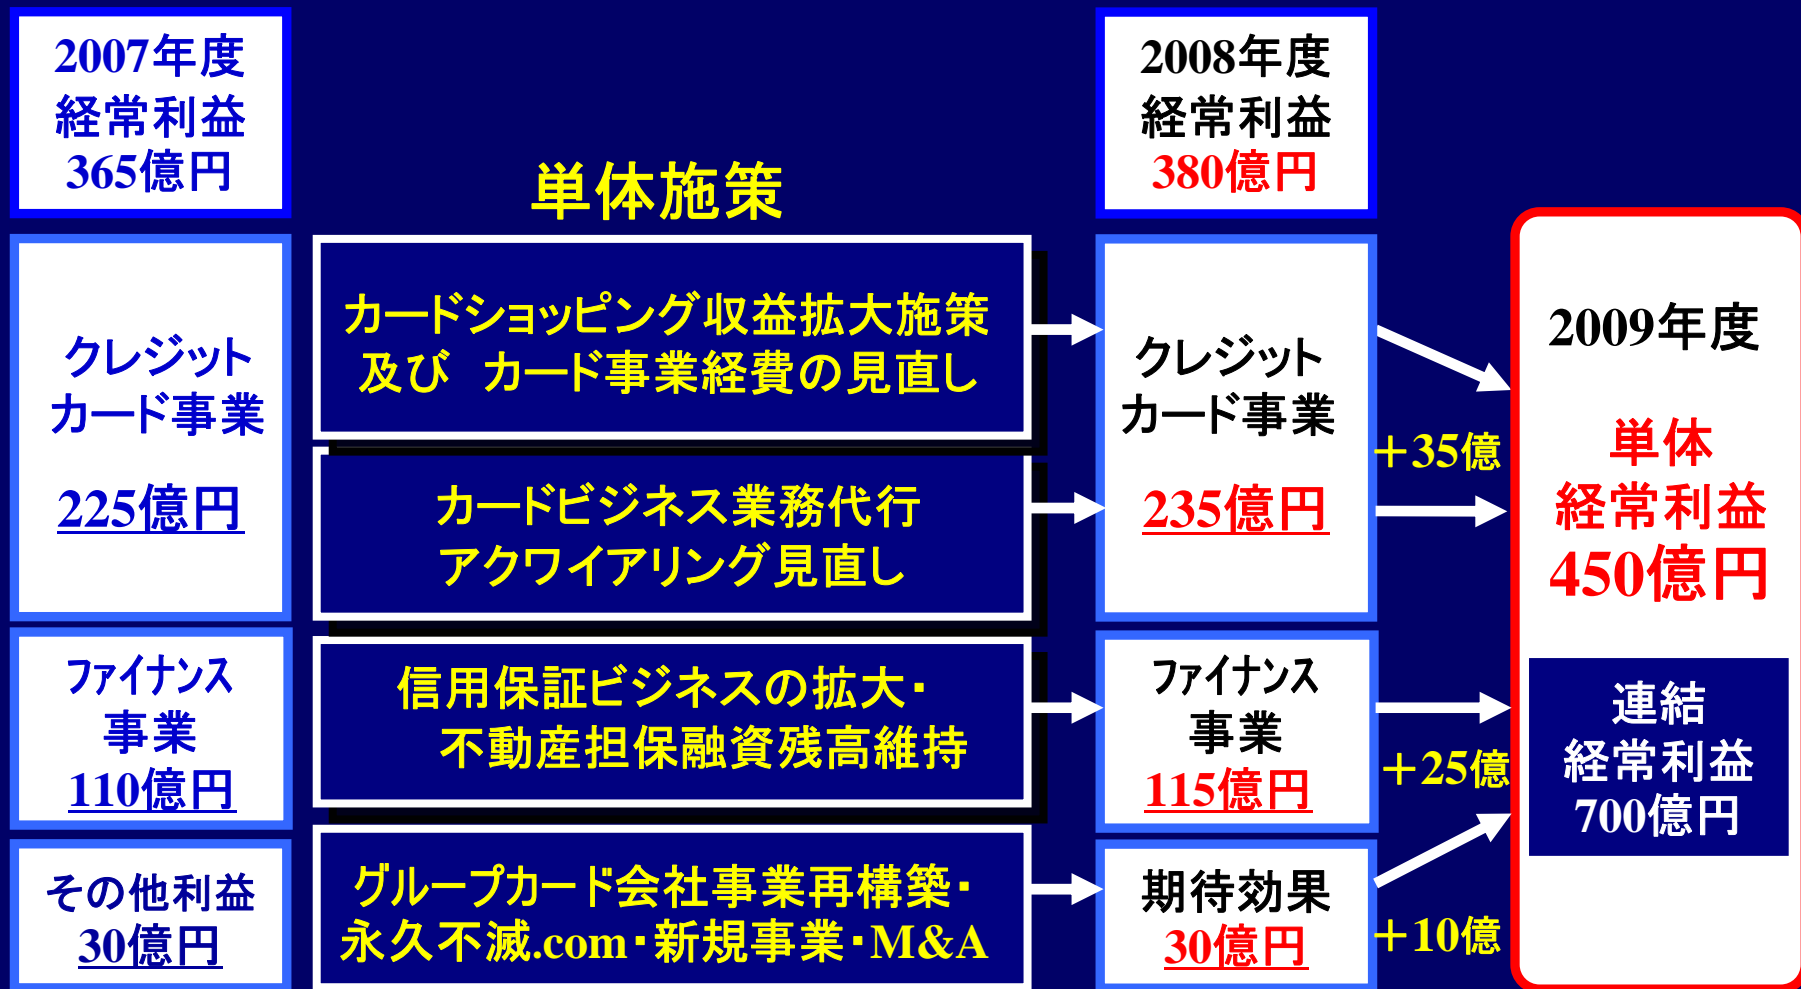 2007年度
経常利益
365億円
クレジット
カード事業
225億円
ファイナンス
事業
110億円
その他利益
30億円
単体施策
カードショッピング収益拡大施策
及び カード事業経費の見直し
カードビジネス業務代行
アクワイアリング見直し
信用保証ビジネスの拡大・
不動産担保融資残高維持
グループカード会社事業再構築・
永久不滅.com・新規事業・M&A
2008年度
経常利益
380億円
クレジット
カード事業
235億円
ファイナンス
事業
115億円
期待効果
30億円
+35億
+25億
+10億
2009年度
単体
経常利益
450億円
連結
経常利益
700億円